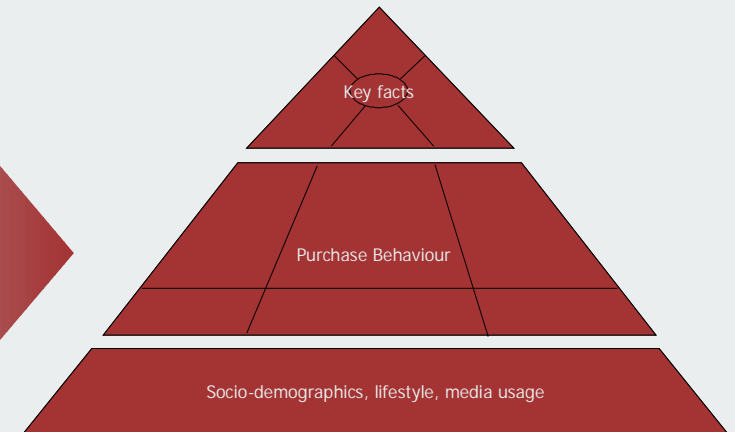 Key facts
Purchase Behaviour
Socio-demographics, lifestyle, media usage